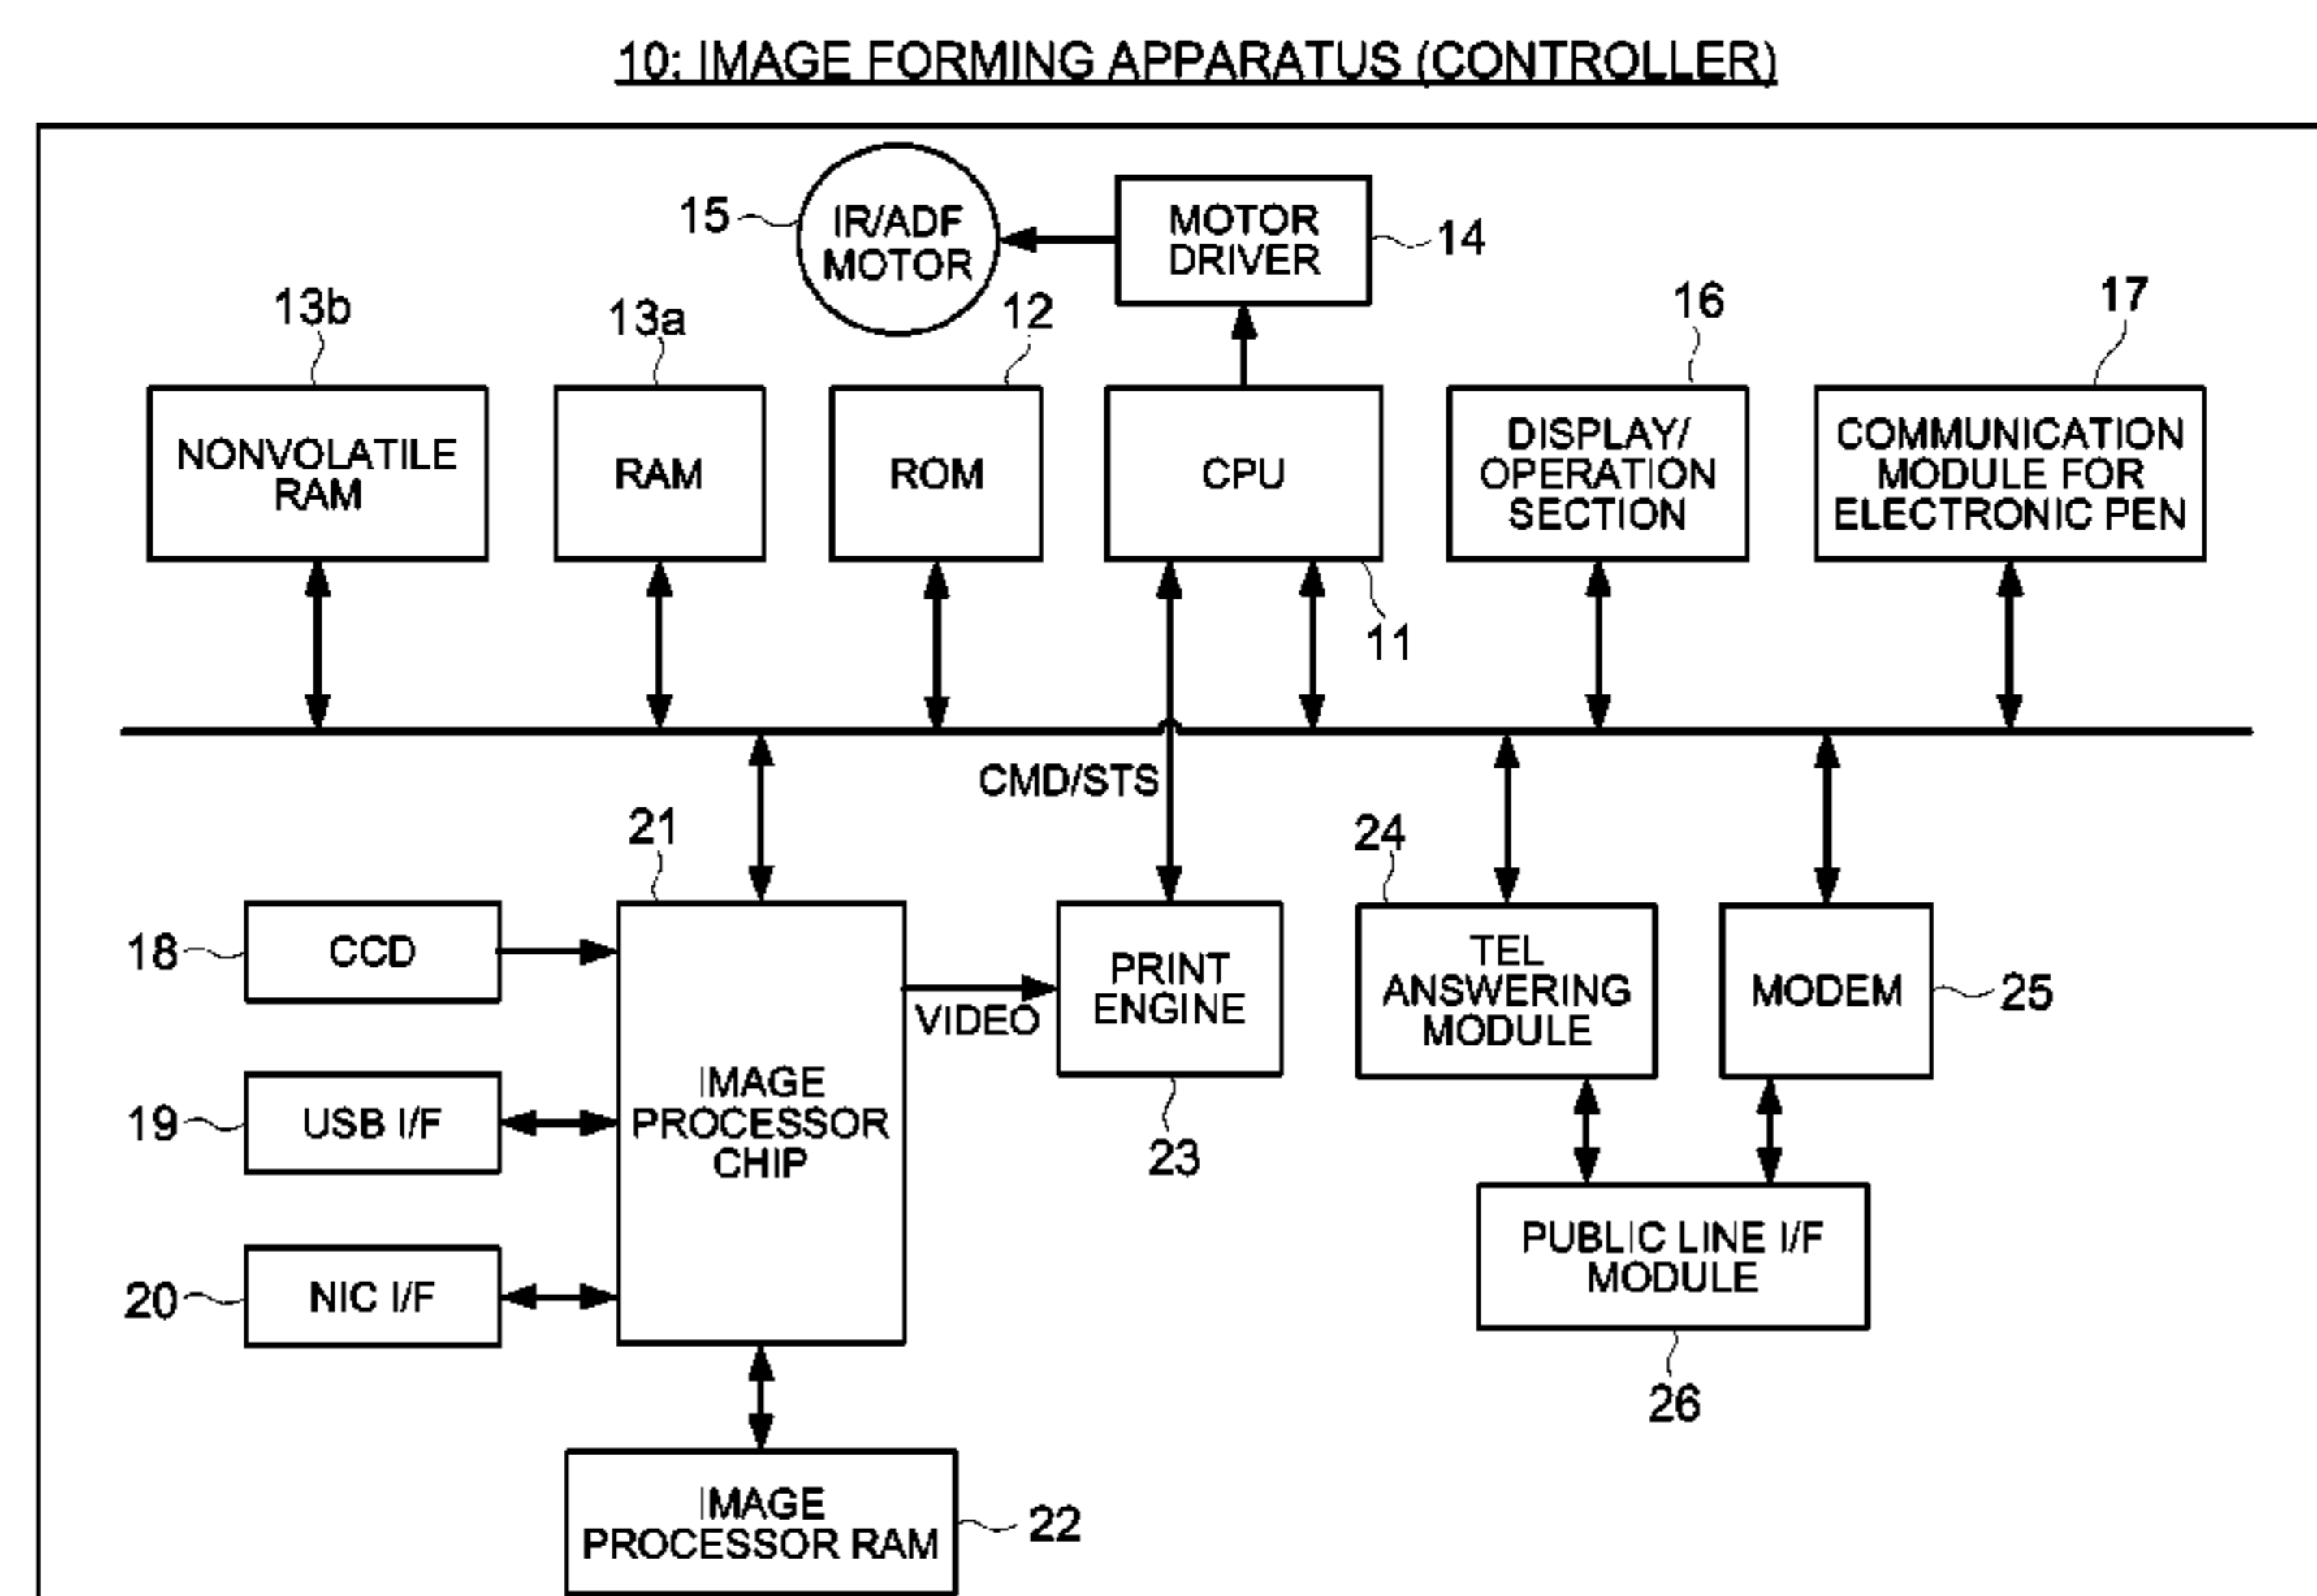 10: IMAGE FORMING APPARATUS (CONTROLLER)
15
IR/ADF
MOTOR
MOTOR
DRIVER
14
13b
13a
12
16
17
NONVOLATILE
RAM
RAM
ROM
CPU
DISPLAY/
OPERATION
SECTION
COMMUNICATION
MODULE FOR
ELECTRONIC PEN
11
CMD/STS
21
24
18
CCD
19
USB I/F
20
NIC I/F
IMAGE
PROCESSOR
CHIP
VIDEO
PRINT
ENGINE
23
TEL
ANSWERING
MODULE
MODEM
25
PUBLIC LINE I/F
MODULE
26
IMAGE
PROCESSOR RAM
22